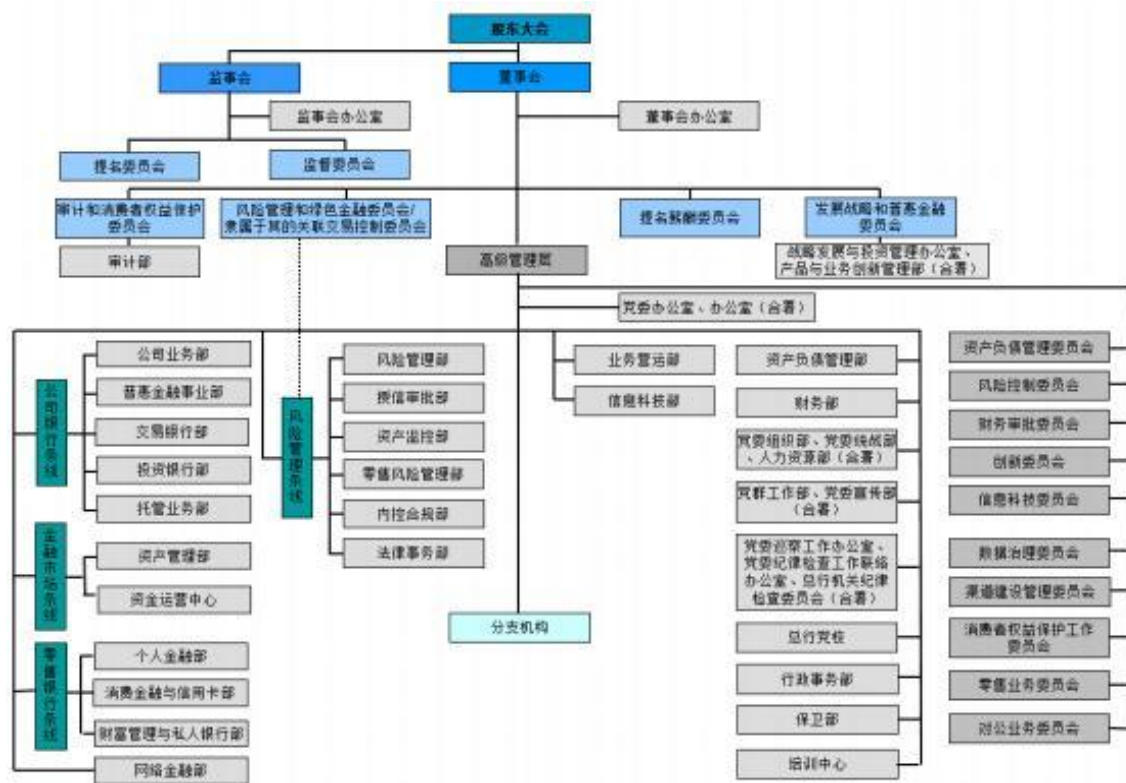 股东大会
监事会
董事会
监事会办公室
董事会办公室
提名委员会
监督委员会
审计和消费者权益保护
委员会
风险管理和绿色金融委员会/
隶属于其的关联交易控制委员会
提名薪酬委员会
发展战略和普惠金融
委员会
审计部
高级管理层
战略发展与投资管理办公室、
产品与业务创新管理部(合署)
党委办公室、办公室(合署)
公司银行条线
公司业务部
普惠金融事业部
交易银行部
投资银行部
托管业务部
金融市场条线
资产管理部
资金运营中心
零售银行条线
个人金融部
消费金融与信用卡部
财富管理与私人银行部
网络金融部
风险管理条线
风险管理部
授信审批部
资产监控部
零售风险管理部
内控合规部
法律事务部
业务营运部
信息科技部
分支机构
资产负债管理部
财务部
党委组织部、党委统战部
、人力资源部(合署)
党群工作部、党委宣传部
(合署)
党委巡察工作办公室、
党委纪律检查工作联络
办公室、总行机关纪律
检查委员会(合署)
总行党校
行政事务部
保卫部
培训中心
资产负债管理委员会
风险控制委员会
财务审批委员会
创新委员会
信息科技委员会
数据治理委员会
渠道建设管理委员会
消费者权益保护工作
委员会
零售业务委员会
对公业务委员会